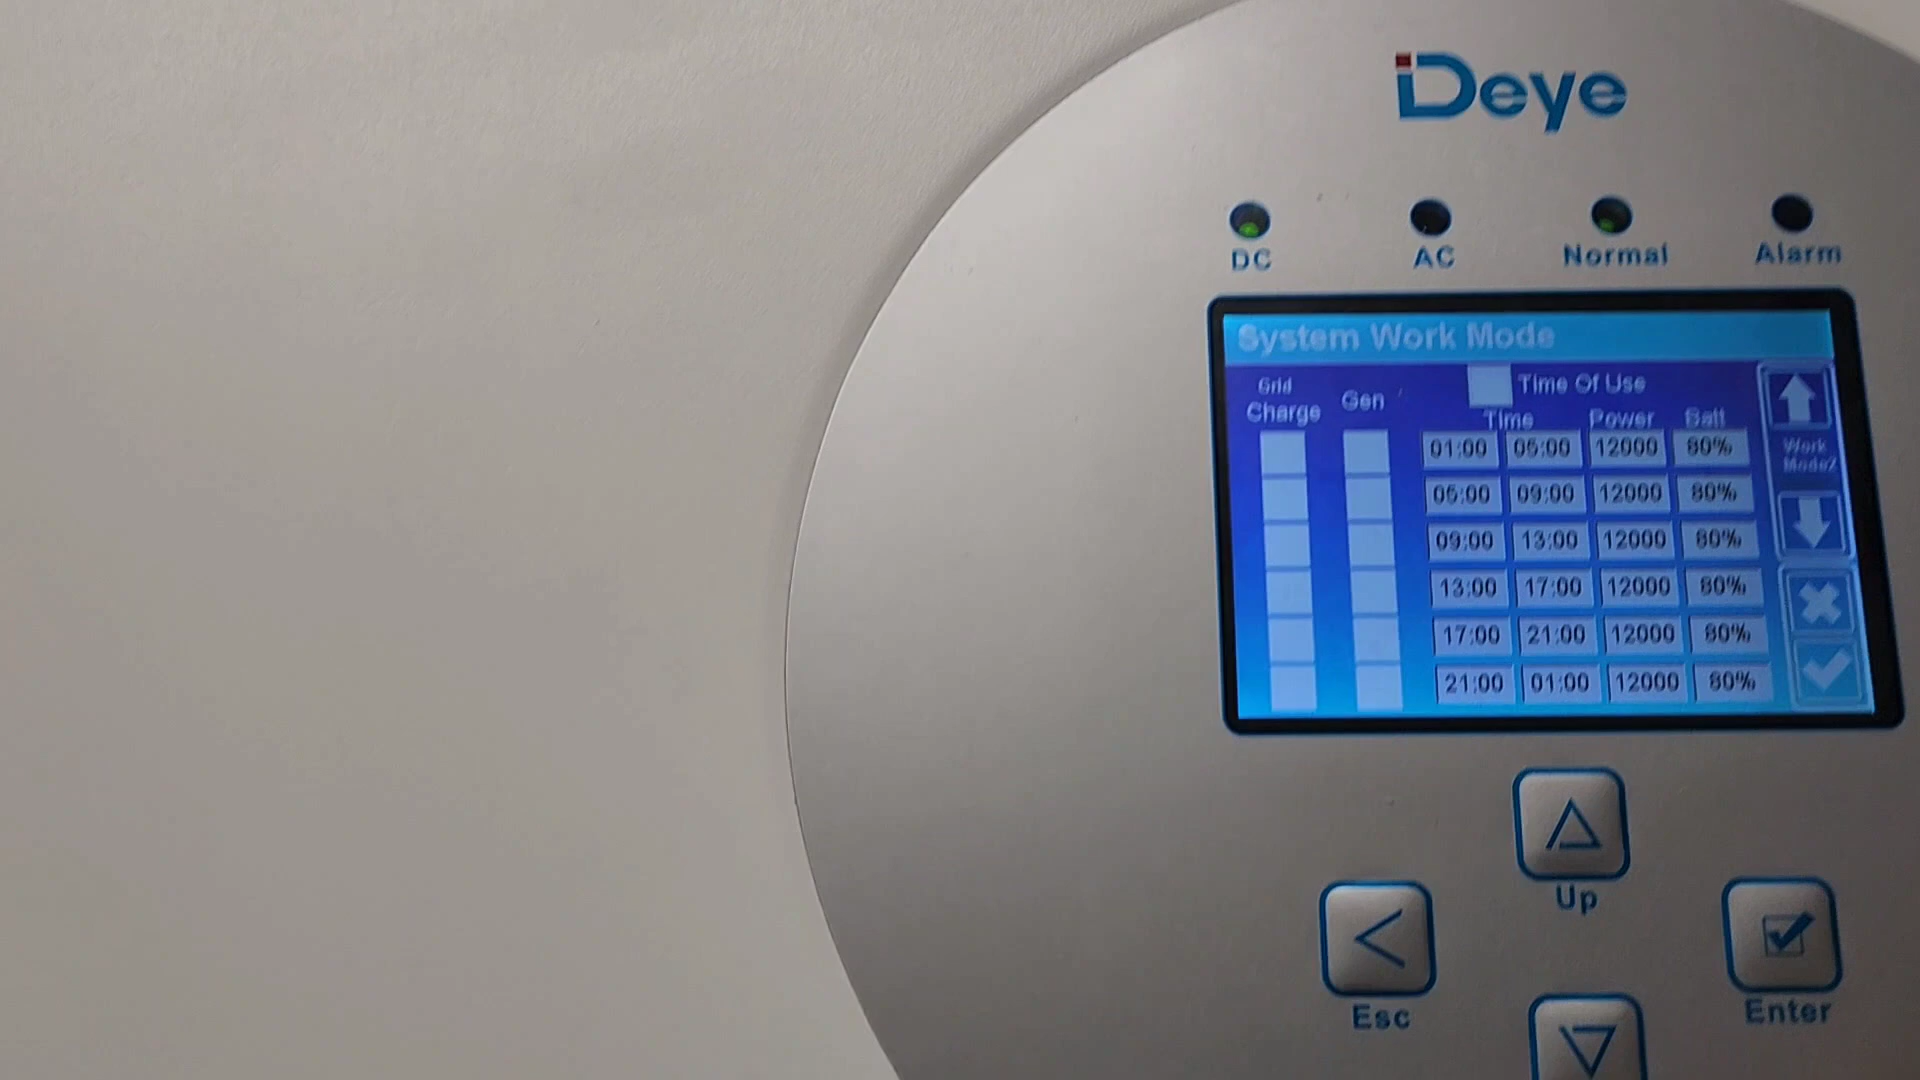 Deye
DC AC Normal Alarm
System Work Mode
Grid
Charge
Gen
Time Of Use
Time Power Batt
01:00 05:00 12000 80%
05:00 09:00 12000 80%
09:00 13:00 12000 80%
13:00 17:00 12000 80%
17:00 21:00 12000 80%
21:00 01:00 12000 80%
Work
Mode2
Up
Esc
Enter